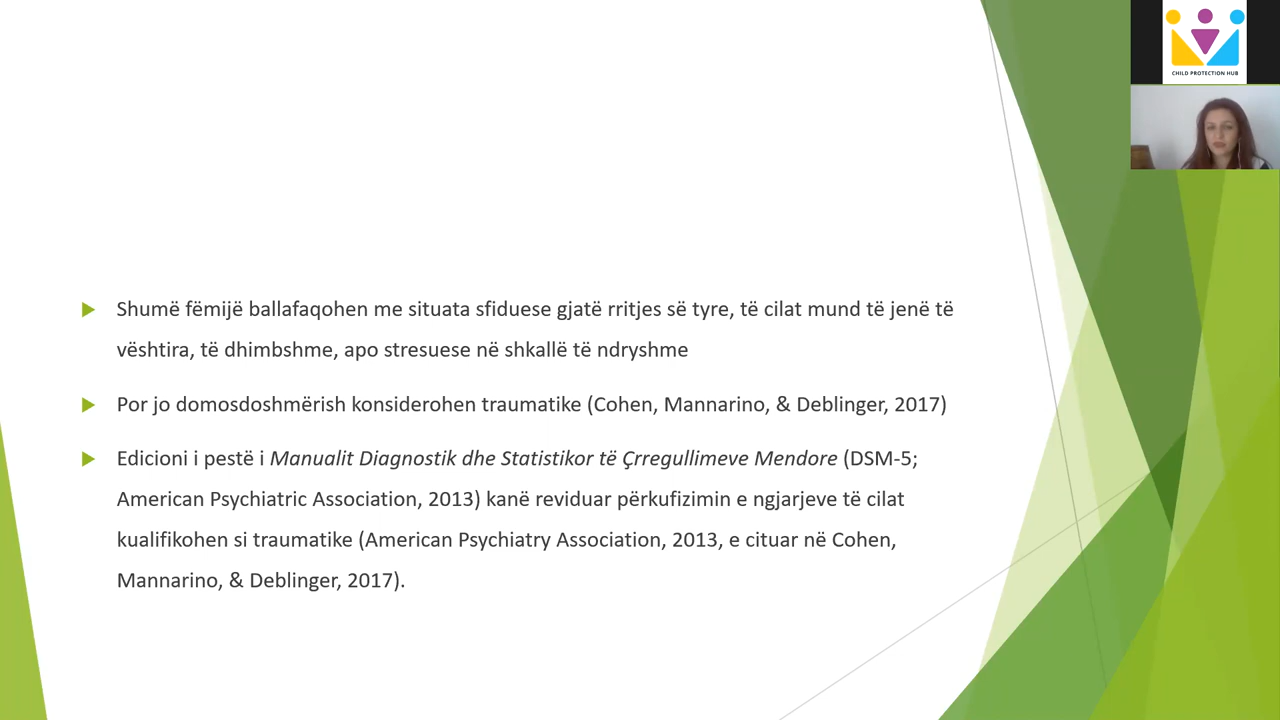 CHILD PROTECTION HUB
Shumë fëmijë ballafaqohen me situata sfiduese gjatë rritjes së tyre, të cilat mund të jenë të
vështira, të dhimbshme, apo stresuese në shkallë të ndryshme
Por jo domosdoshmërish konsiderohen traumatike (Cohen, Mannarino, & Deblinger, 2017)
Edicioni i pestë i Manualit Diagnostik dhe Statistikor të Çrregullimeve Mendore (DSM-5;
American Psychiatric Association, 2013) kanë reviduar përkufizimin e ngjarjeve të cilat
kualifikohen si traumatike (American Psychiatry Association, 2013, e cituar në Cohen,
Mannarino, & Deblinger, 2017).